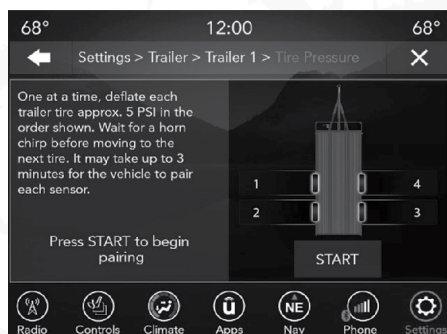 68° 12:00 68°
Settings > Trailer > Trailer 1 > Tire Pressure
One at a time, deflate each
trailer tire approx. 5 PSI in the
order shown. Wait for a horn
chirp before moving to the
next tire. It may take up to 3
minutes for the vehicle to pair
each sensor.
Press START to begin
pairing
1 4
2 3
START
NE
Radio Controls Climate Apps Nav Phone Settings